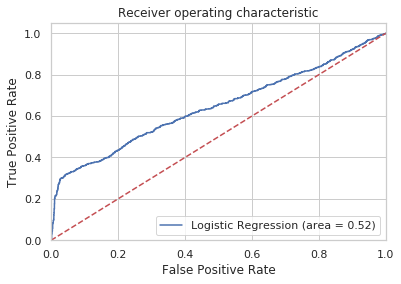 Receiver operating characteristic
True Positive Rate
1.0
0.8
0.6
0.4
0.2
0.0
Logistic Regression (area = 0.52)
0.0 0.2 0.4 0.6 0.8 1.0
False Positive Rate